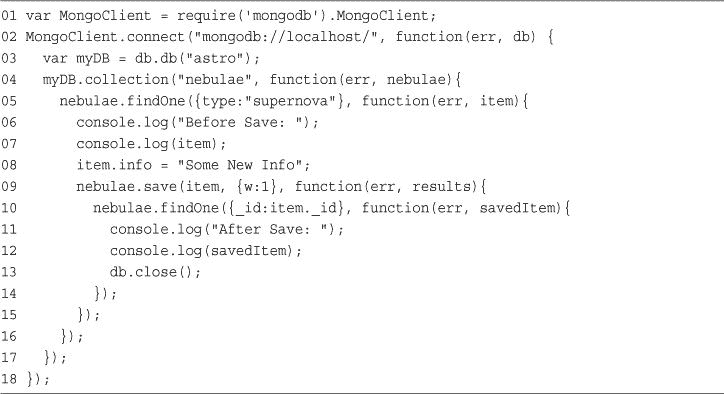 01 var MongoClient = require('mongodb').MongoClient;
02 MongoClient.connect("mongodb://localhost/", function(err, db) {
03   var myDB = db.db("astro");
04   myDB.collection("nebulae", function(err, nebulae){
05     nebulae.findOne({type:"supernova"}, function(err, item){
06       console.log("Before Save: ");
07       console.log(item);
08       item.info = "Some New Info";
09       nebulae.save(item, {w:1}, function(err, results){
10         nebulae.findOne({_id:item._id}, function(err, savedItem){
11           console.log("After Save: ");
12           console.log(savedItem);
13           db.close();
14         });
15       });
16     });
17   });
18 });